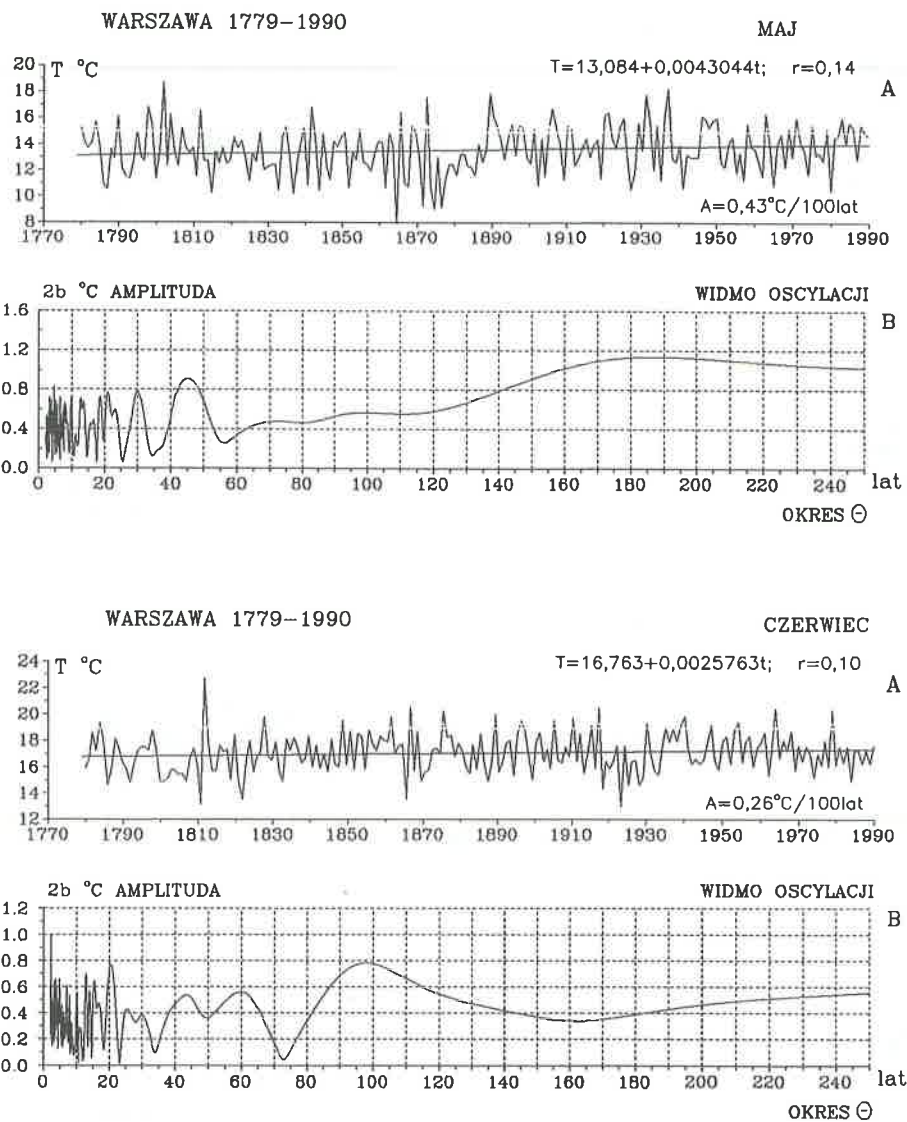 WARSZAWA 1779–1990
MAJ
T °C
T=13,084+0,0043044t; r=0,14
A
20
18
16
14
12
10
8
A=0,43°C/100lat
1770 1790 1810 1830 1850 1870 1890 1910 1930 1950 1970 1990
2b °C AMPLITUDA
WIDMO OSCYLACJI
B
1.6
1.2
0.8
0.4
0.0
0 20 40 60 80 100 120 140 160 180 200 220 240 lat
OKRES Θ
WARSZAWA 1779–1990
CZERWIEC
T °C
T=16,763+0,0025763t; r=0,10
A
24
22
20
18
16
14
12
A=0,26°C/100lat
1770 1790 1810 1830 1850 1870 1890 1910 1930 1950 1970 1990
2b °C AMPLITUDA
WIDMO OSCYLACJI
B
1.2
1.0
0.8
0.6
0.4
0.2
0.0
0 20 40 60 80 100 120 140 160 180 200 220 240 lat
OKRES Θ